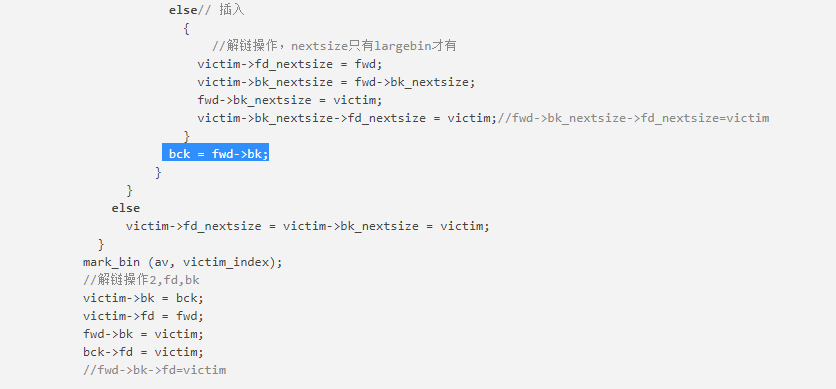 else// 插入
{
//解链操作，nextsize只有largebin才有
victim->fd_nextsize = fwd;
victim->bk_nextsize = fwd->bk_nextsize;
fwd->bk_nextsize = victim;
victim->bk_nextsize->fd_nextsize = victim;//fwd->bk_nextsize->fd_nextsize=victim
}
bck = fwd->bk;
}
}
else
victim->fd_nextsize = victim->bk_nextsize = victim;
}
mark_bin (av, victim_index);
//解链操作2,fd,bk
victim->bk = bck;
victim->fd = fwd;
fwd->bk = victim;
bck->fd = victim;
//fwd->bk->fd=victim